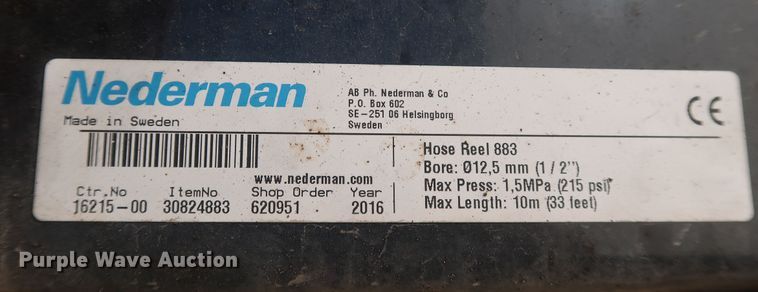 Nederman
Made in Sweden
AB Ph. Nederman & Co
P.O. Box 602
SE-251 06 Helsingborg
Sweden
CE
www.nederman.com
Ctr.No ItemNo Shop Order Year
16215-00 30824883 620951 2016
Hose Reel 883
Bore: Ø12,5 mm (1/2")
Max Press: 1,5MPa (215 psi)
Max Length: 10m (33 feet)
Purple Wave Auction